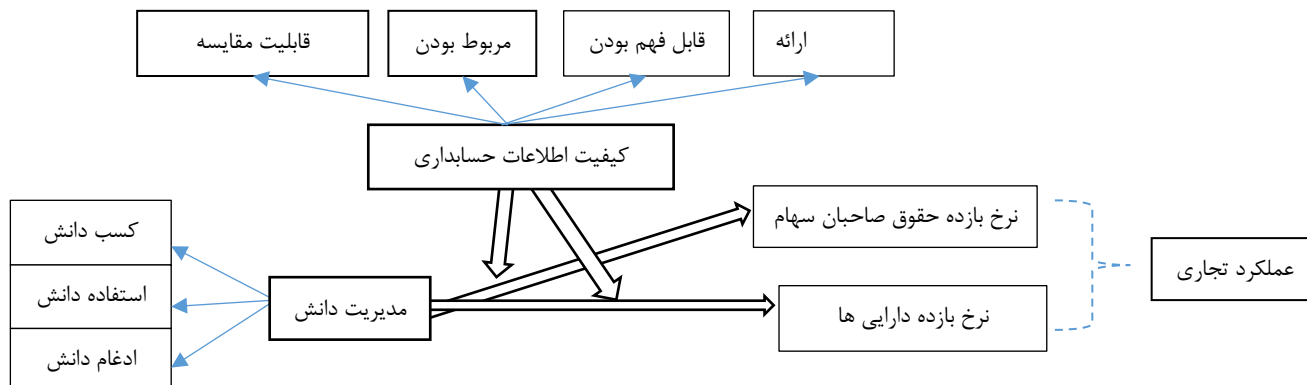 ارائه
قابل فهم بودن
مربوط بودن
قابلیت مقایسه
کیفیت اطلاعات حسابداری
نرخ بازده حقوق صاحبان سهام
عملکرد تجاری
نرخ بازده دارایی ها
مدیریت دانش
کسب دانش
استفاده دانش
ادغام دانش